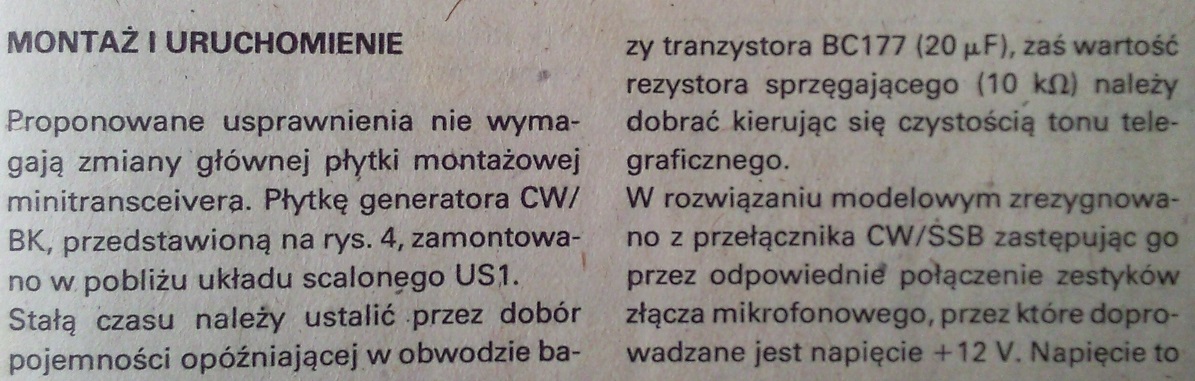 MONTAŻ I URUCHOMIENIE
Proponowane usprawnienia nie wyma-
gają zmiany głównej płytki montażowej
minitransceivera. Płytkę generatora CW/
BK, przedstawioną na rys. 4, zamontowa-
no w pobliżu układu scalonego US1.
Stałą czasu należy ustalić przez dobór
pojemności opóźniającej w obwodzie ba-
zy tranzystora BC177 (20 μF), zaś wartość
rezystora sprzęgającego (10 kΩ) należy
dobrać kierując się czystością tonu tele-
graficznego.
W rozwiązaniu modelowym zrezygnowa-
no z przełącznika CW/SSB zastępując go
przez odpowiednie połączenie zestyków
złącza mikrofonowego, przez które dopro-
wadzane jest napięcie +12 V. Napięcie to